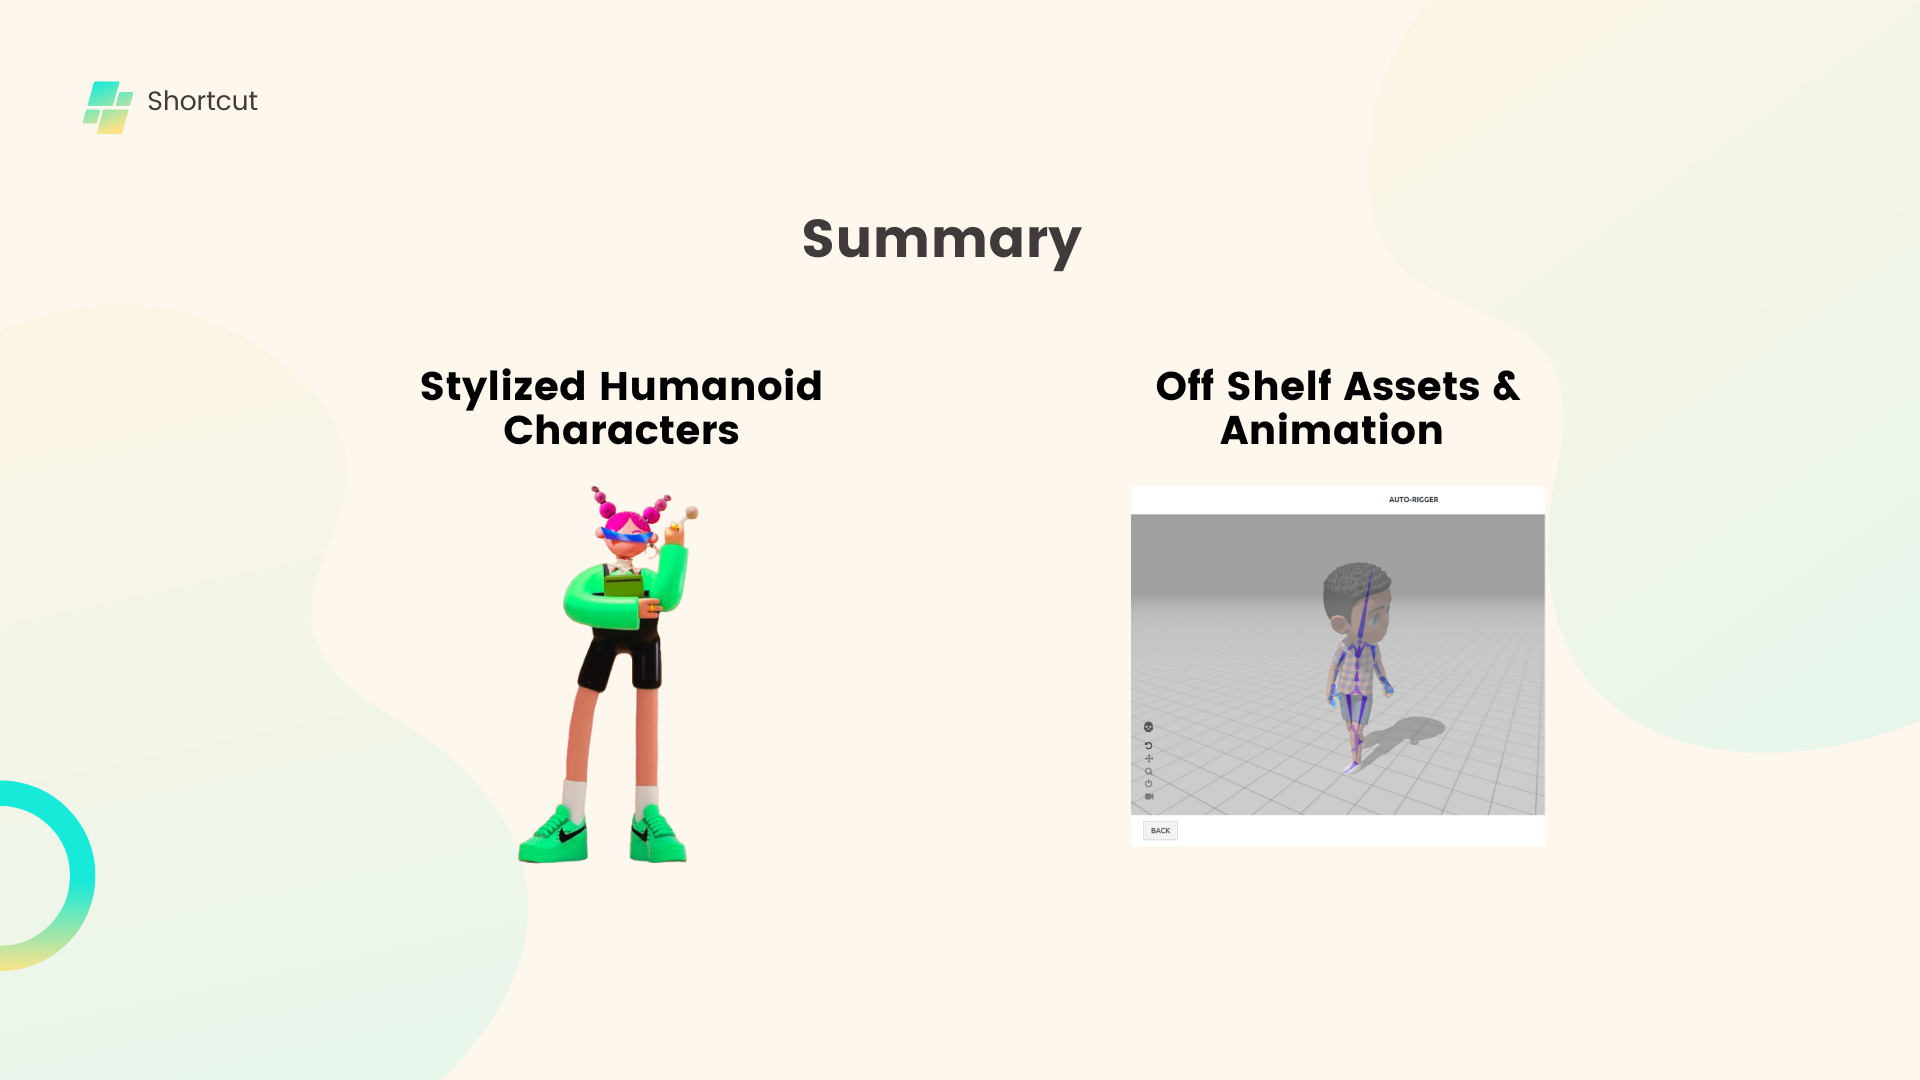 Shortcut
Summary
Stylized Humanoid
Characters
Off Shelf Assets &
Animation
AUTO-RIGGER
BACK